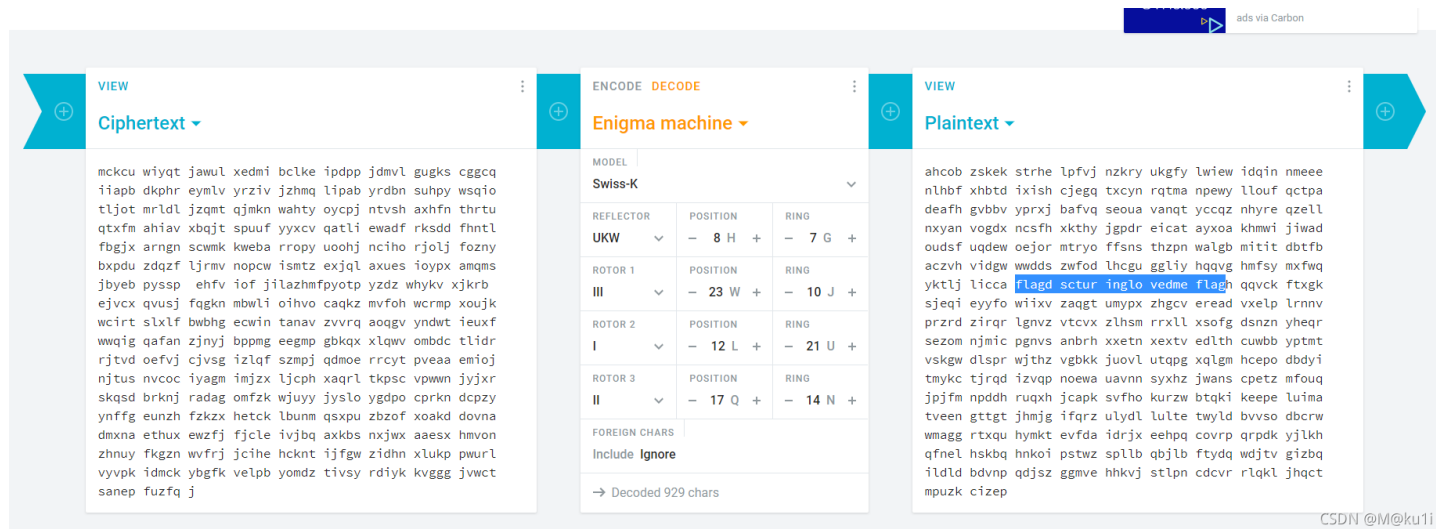 ads via Carbon
VIEW
Ciphertext
mckcu wiyqt jawul xedmi bclke ipdpp jdmvl gugks cggcq
iiapb dkphr eymlv yrziv jzhmq lipab yrdbn suhpy wsqio
tljot mrldl jzqmt qjmkn wahty oycpj ntvsh axhfn thrtu
qtxfm ahiav xbqjt spuuf yyxcv qatli ewadf rksdd fhntl
fbgjx arngn scwmk kweba rropy uoohj nciho rjolj fozny
bxpdu zdqzf ljrmv nopcw ismtz exjql axues ioypx amqms
jbyeb pyssp ehfv iof jilazhmfpyotp yzdz whykv xjkrb
ejvcx qvusj fqgkn mbwli oihvo caqkz mvfoh wcrmp xoujk
wcirt slxlf bwbhg ecwin tanav zvvrq aoqgv yndwt ieuxf
wwqig qafan zjnyj bppmg eegmp gbkqx xlqwv ombdc tlidr
rjtvd oefvj cjvsg izlqf szmpj qdmoe rrcyt pveaa emioj
njtus nvcoc iyagm imjzx ljcph xaqrl tkpsc vpwwn jyjxr
skqsd brknj radag omfzk wjuyy jyslo ygdpo cprkn dcpzy
ynffg eunzh fzkzx hetck lbunm qsxpu zbzof xoakd dovna
dmxna ethux ewzfj fjcle ivjbq axkbs nxjwx aaesx hmvon
zhnuy fkgzn wvfrj jcihe hcknt ijfgw zidhn xlukp pwurl
vyvpk idmck ybgfk velpb yomdz tivsy rdiyk kvggg jvwct
sanep fuzfq j
ENCODE DECODE
Enigma machine
MODEL
Swiss-K
REFLECTOR POSITION RING
UKW − 8 H + − 7 G +
ROTOR 1 POSITION RING
III − 23 W + − 10 J +
ROTOR 2 POSITION RING
I − 12 L + − 21 U +
ROTOR 3 POSITION RING
II − 17 Q + − 14 N +
FOREIGN CHARS
Include Ignore
→ Decoded 929 chars
VIEW
Plaintext
ahcob zskek strhe lpfvj nzkry ukgfy lwiew idqin nmeee
nlhbf xhbtd ixish cjegq txcyn rqtma npewy llouf qctpa
deafh gvbbv yprxj bafvq seoua vanqt yccqz nhyre qzell
nxyan vogdx ncsfh xkthy jgpdr eicat ayxoa khmwi jiwad
oudsf uqdew oejor mtryo ffsns thzpn walgb mitit dbtfb
aczvh vidgw wwdds zwfod lhcgu ggliy hqqvg hmfsy mxfwq
yktlj licca flagd sctur inglo vedme flagh qqvck ftxgk
sjeqi eyyfo wiixv zaqgt umypx zhgcv eread vxelp lrnnv
przrd zirqr lgnvz vtcvx zlhsm rrxll xsofg dsnzn yheqr
sezom njmic pgnvs anbrh xxetn xextv edlth cuwbb yptmt
vskgw dlspr wjthz vgbkk juovl utqpg xqlgm hcepo dbdyi
tmykc tjrqd izvqp noewa uavnn syxhz jwans cpetz mfouq
jpjfm npddh ruqxh jcapk svfho kurzw btqki keepe luima
tveen gttgt jhmjg ifqrz ulydl lulte twyld bvvso dbcrw
wmagg rtxqu hymkt evfda idrjx eehpq covrp qrpdk yjlkh
qfnel hskbq hnkoi pstwz spllb qbjlb ftydq wdjtv gizbq
ildld bdvnp qdjsz ggmve hhkvj stlpn cdcvr rlqkl jhqct
mpuzk cizep
CSDN @M@ku1i